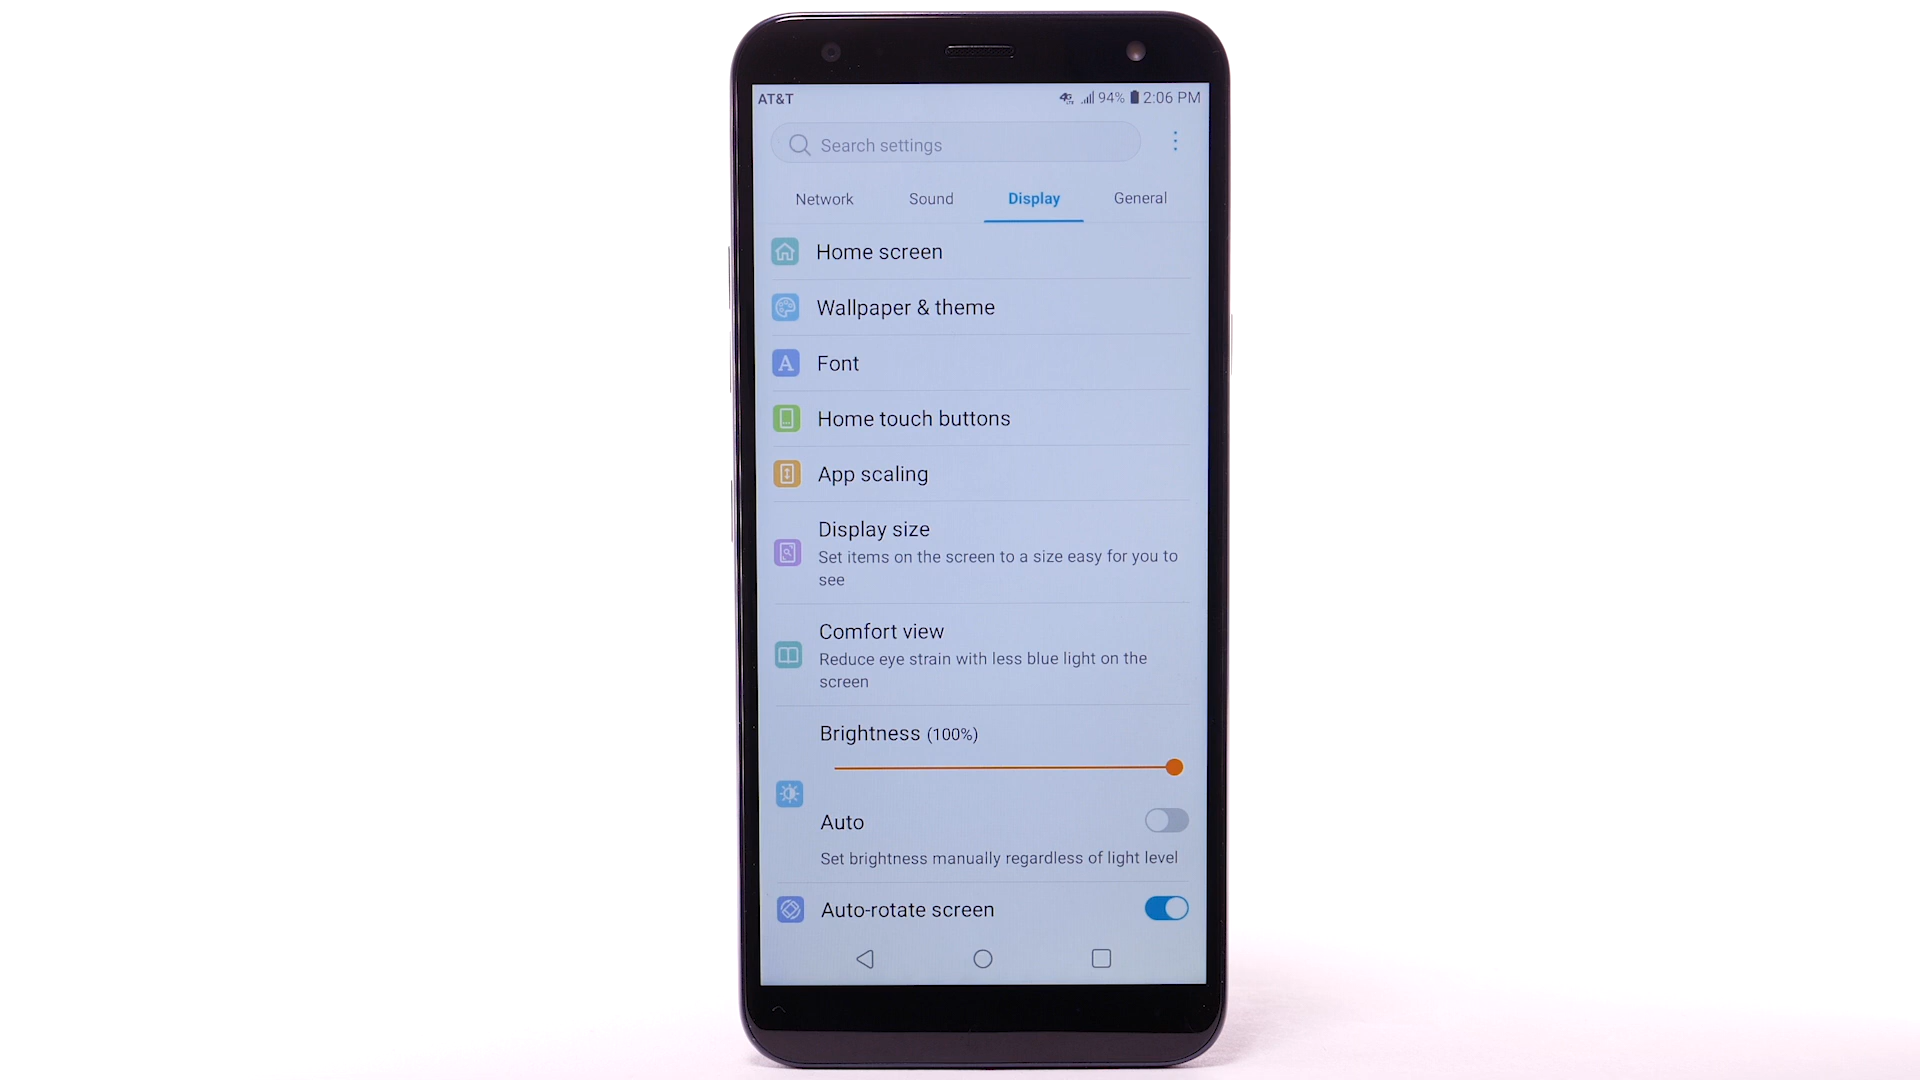 AT&T 4G LTE 94% 2:06 PM
Search settings
Network Sound Display General
Home screen
Wallpaper & theme
A Font
Home touch buttons
App scaling
Display size
Set items on the screen to a size easy for you to
see
Comfort view
Reduce eye strain with less blue light on the
screen
Brightness (100%)
Auto
Set brightness manually regardless of light level
Auto-rotate screen